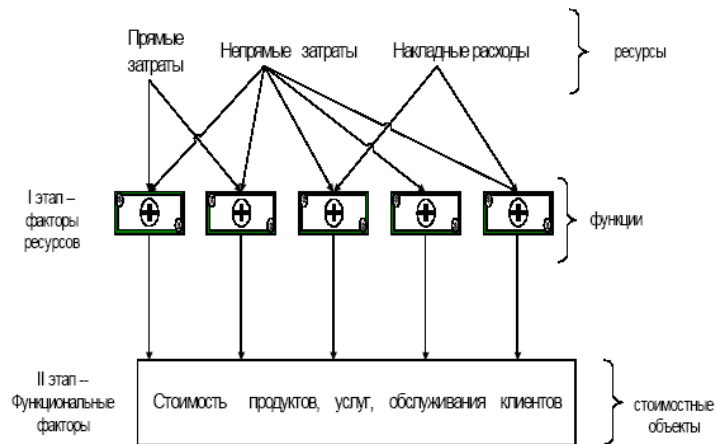 Прямые
затраты
Непрямые затраты
Накладные расходы
ресурсы
I этап –
факторы
ресурсов
функции
II этап –
Функциональные
факторы
Стоимость продуктов, услуг, обслуживания клиентов
стоимостные
объекты